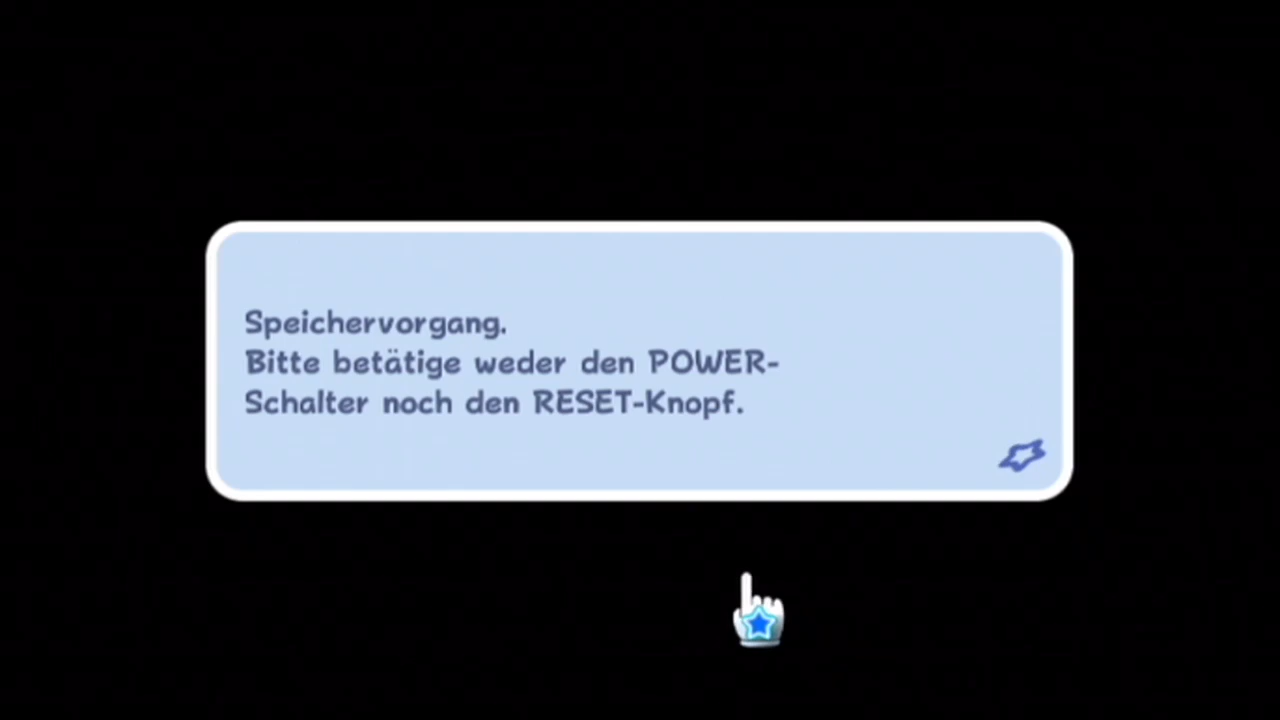 Speichervorgang.
Bitte betätige weder den POWER-
Schalter noch den RESET-Knopf.